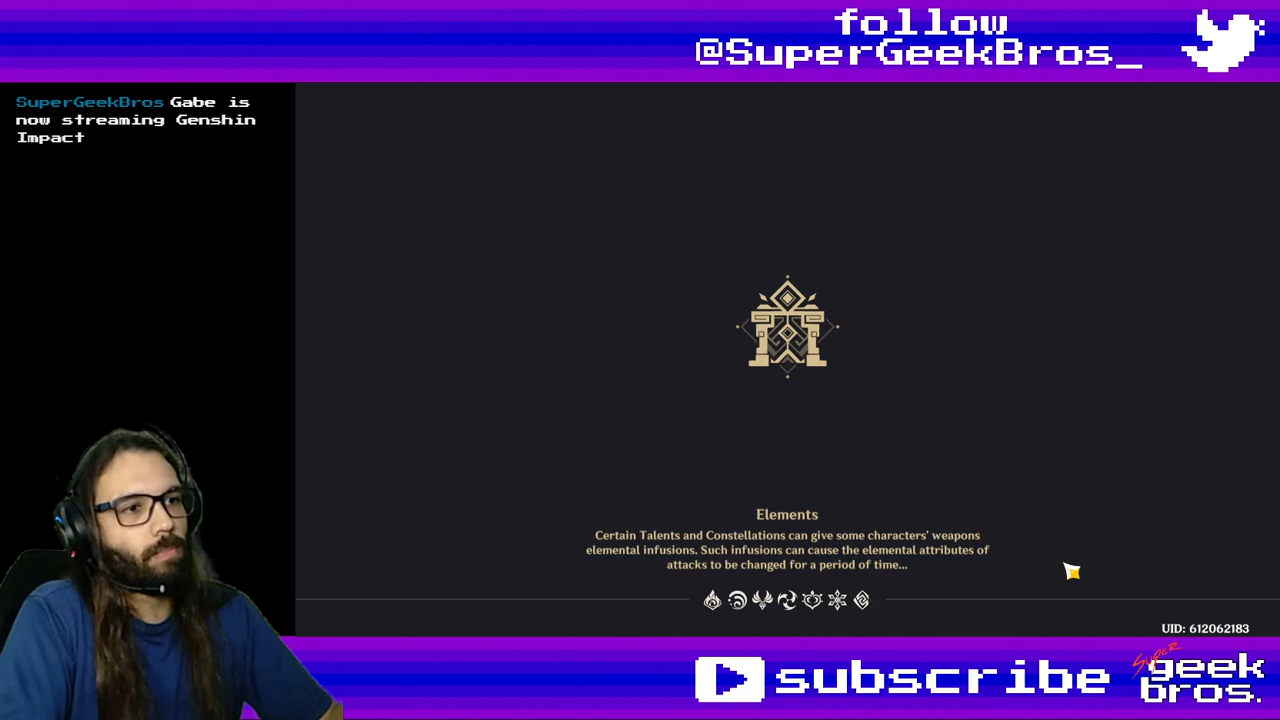 follow
@SuperGeekBros_
SuperGeekBros Gabe is
now streaming Genshin
Impact
Elements
Certain Talents and Constellations can give some characters' weapons
elemental infusions. Such infusions can cause the elemental attributes of
attacks to be changed for a period of time...
UID: 612062183
subscribe
SUPER
geek
bros.